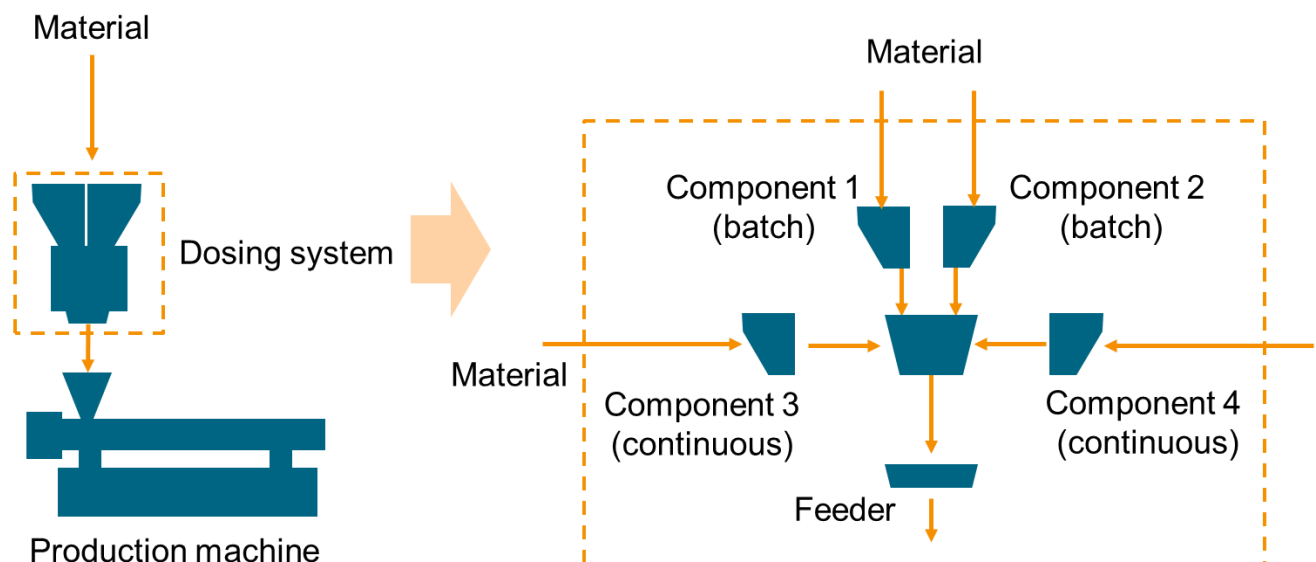 Material
Dosing system
Production machine
Material
Component 1
(batch)
Component 2
(batch)
Material
Component 3
(continuous)
Component 4
(continuous)
Feeder